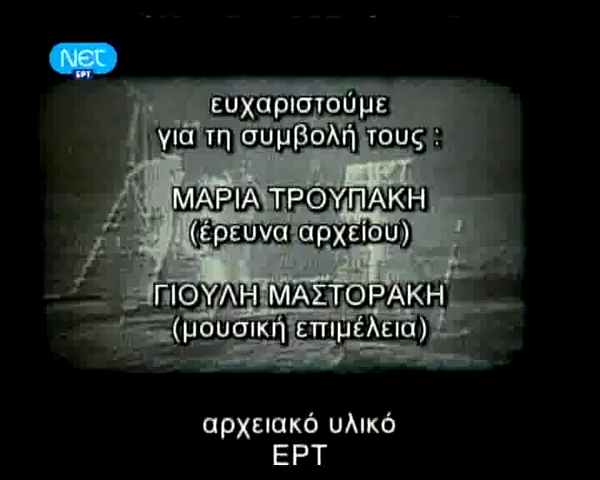 NET
ΕΡΤ
ευχαριστούμε
για τη συμβολή τους :
ΜΑΡΙΑ ΤΡΟΥΠΑΚΗ
(έρευνα αρχείου)
ΓΙΟΥΛΗ ΜΑΣΤΟΡΑΚΗ
(μουσική επιμέλεια)
αρχειακό υλικό
ΕΡΤ